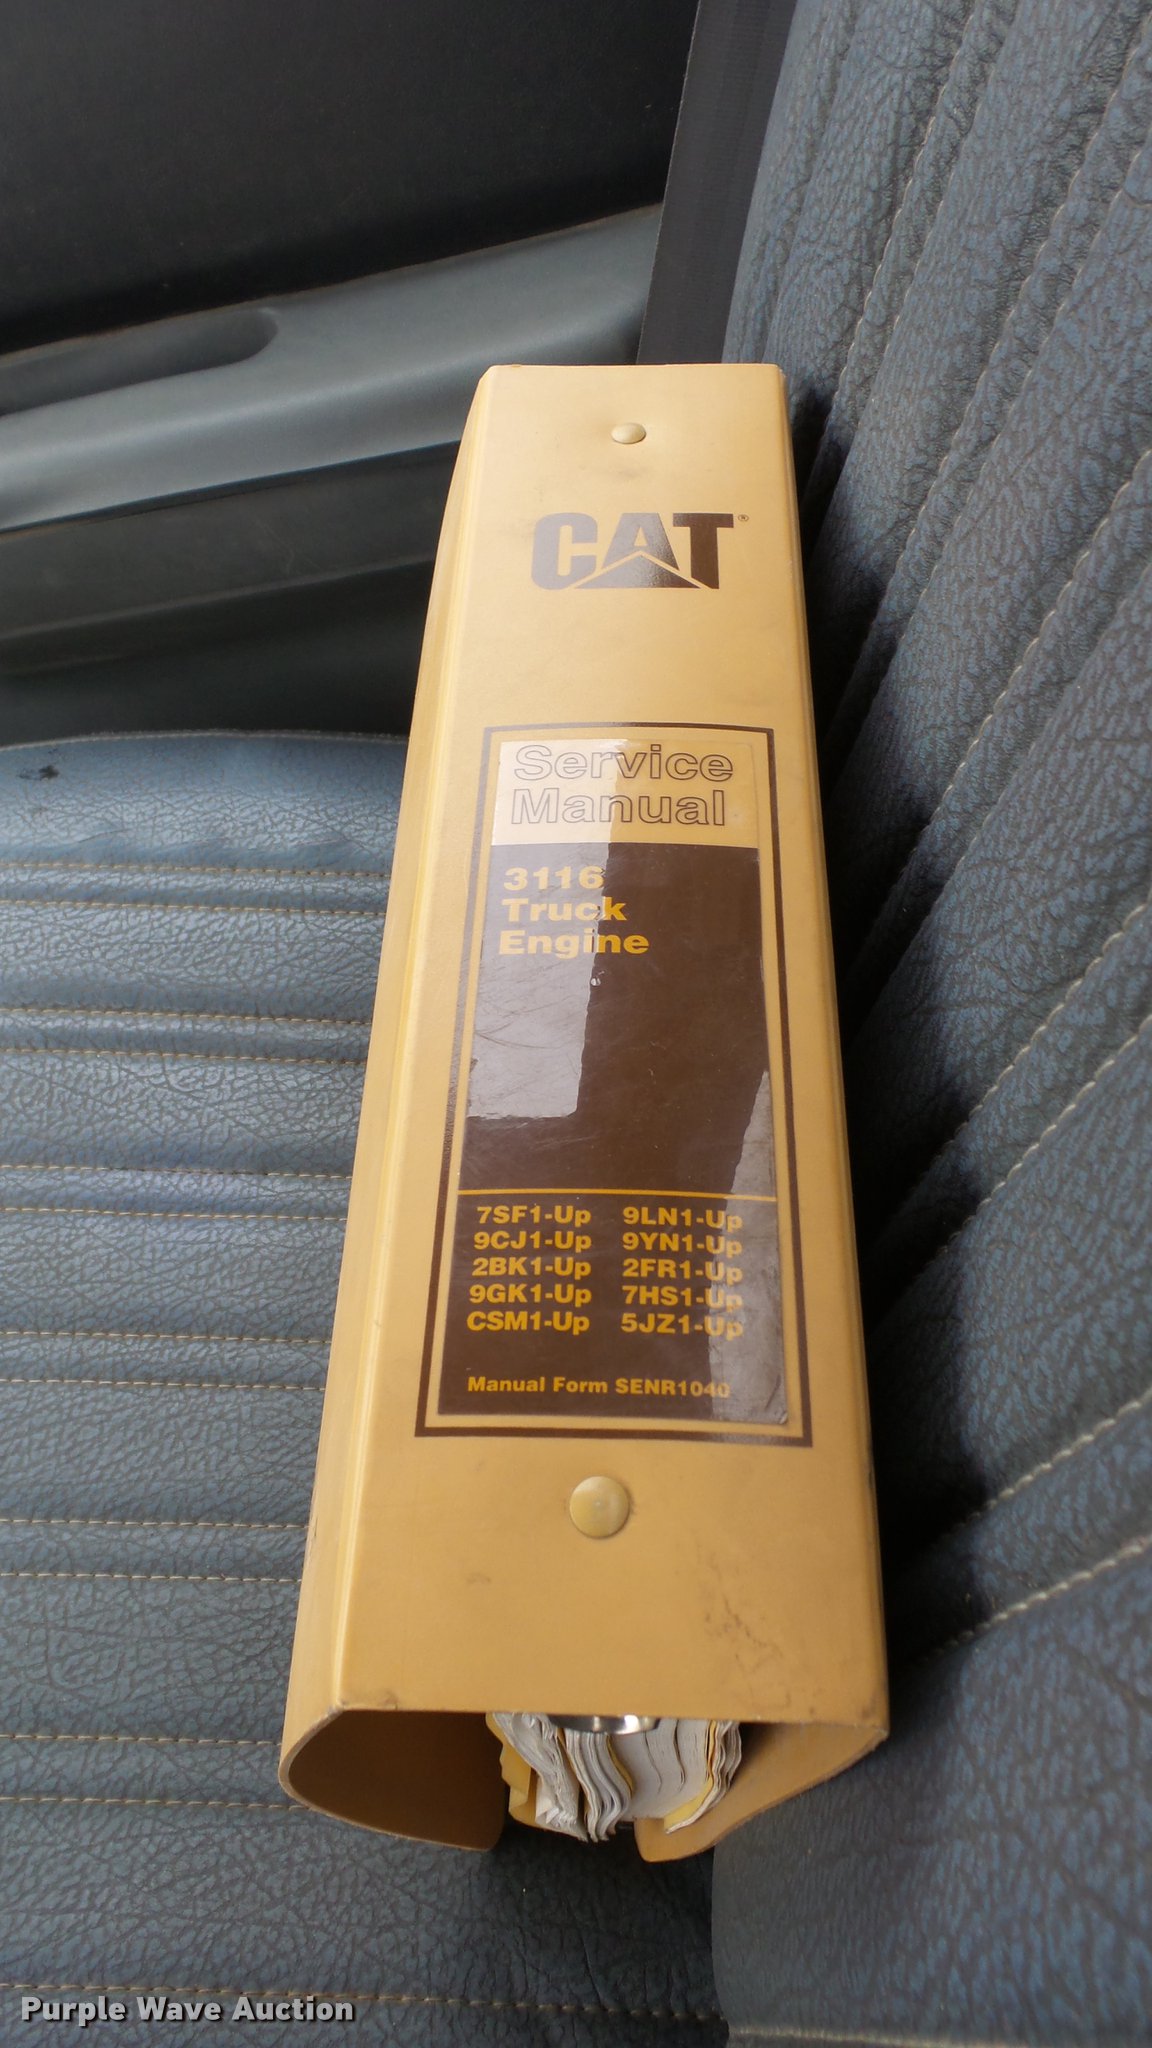 CAT®
Service
Manual
3116
Truck
Engine
7SF1-Up 9LN1-Up
9CJ1-Up 9YN1-Up
2BK1-Up 2FR1-Up
9GK1-Up 7HS1-Up
CSM1-Up 5JZ1-Up
Manual Form SENR1040
Purple Wave Auction